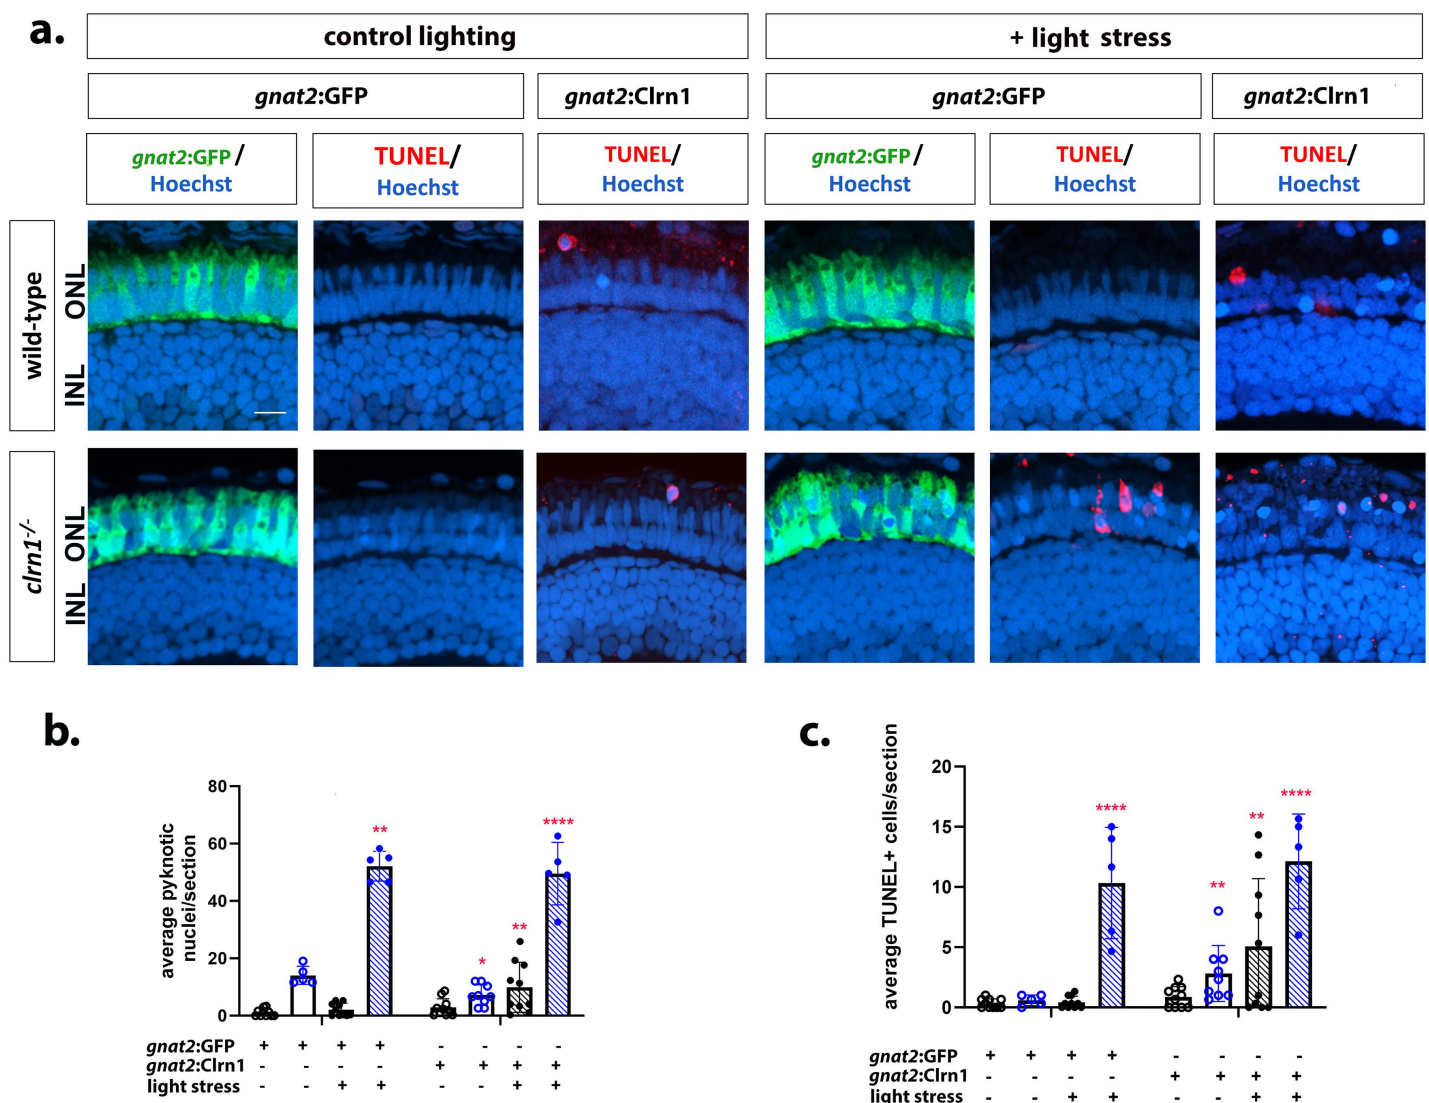 a.
control lighting
+ light stress
gnat2:GFP
gnat2:Clrn1
gnat2:GFP
gnat2:Clrn1
gnat2:GFP /
Hoechst
TUNEL/
Hoechst
TUNEL/
Hoechst
gnat2:GFP /
Hoechst
TUNEL/
Hoechst
TUNEL/
Hoechst
wild-type
ONL
INL
clrn1-/-
ONL
INL
b.
average pyknotic
nuclei/section
80
60
40
20
0
**
*
**
****
gnat2:GFP + + + + - - - -
gnat2:Clrn1 - - - - + + + +
light stress - - + + - - + +
c.
average TUNEL+ cells/section
20
15
10
5
0
****
**
**
****
gnat2:GFP + + + + - - - -
gnat2:Clrn1 - - - - + + + +
light stress - - + + - - + +